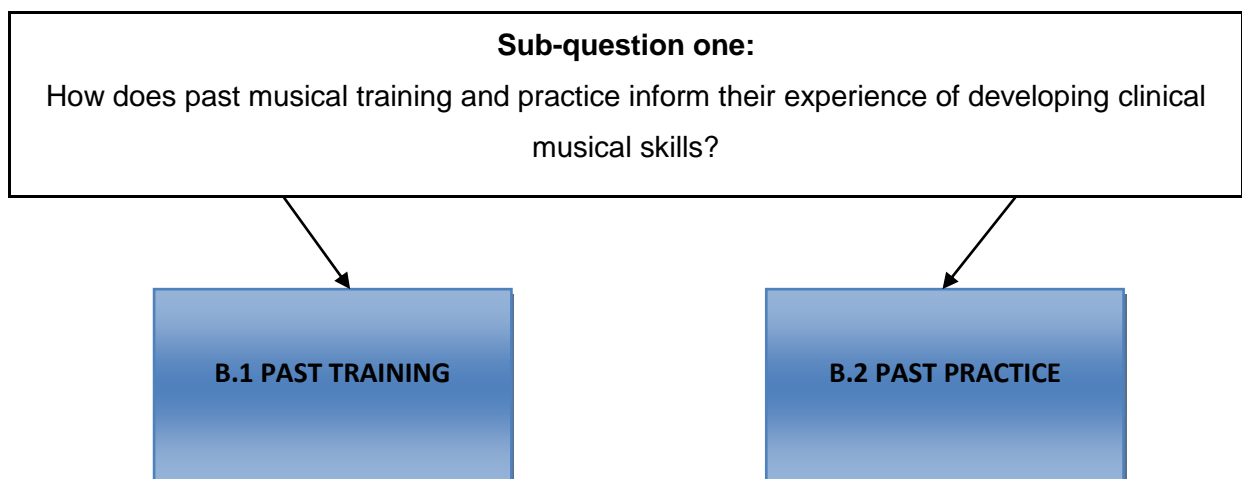 Sub-question one:
How does past musical training and practice inform their experience of developing clinical
musical skills?
B.1 PAST TRAINING
B.2 PAST PRACTICE